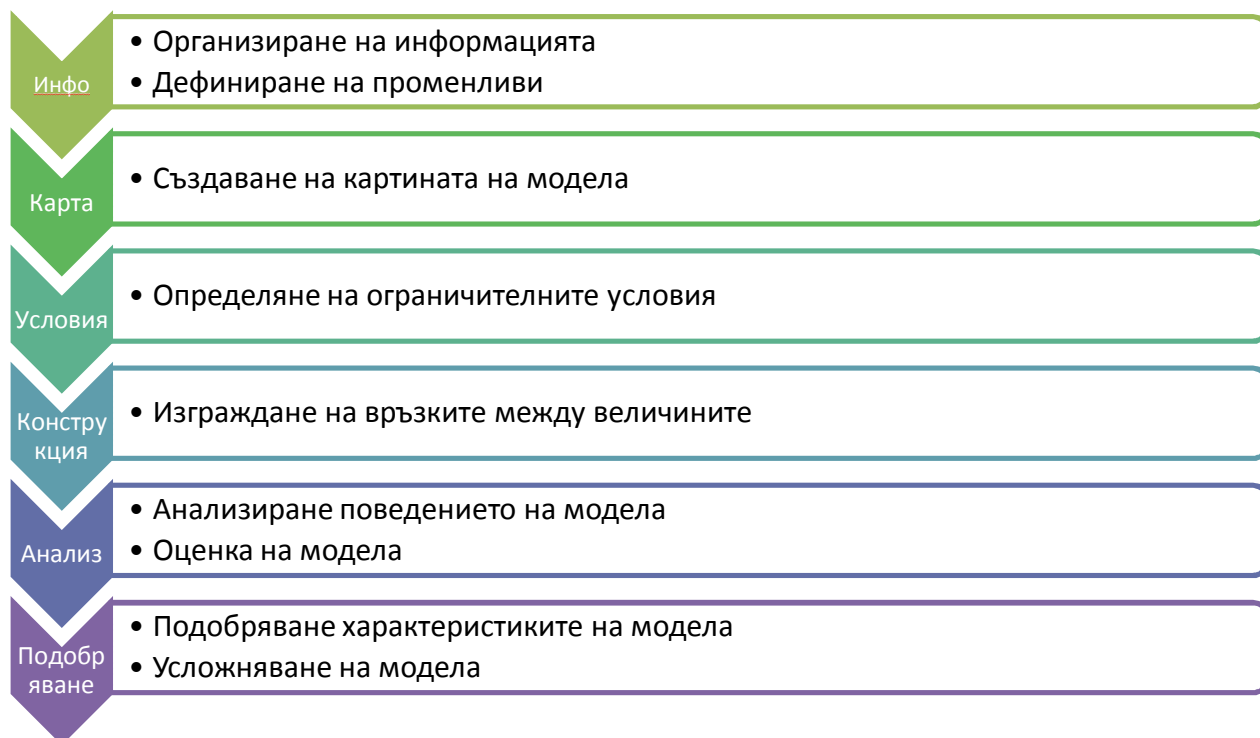 Инфо
• Организиране на информацията
• Дефиниране на променливи
Карта
• Създаване на картината на модела
Условия
• Определяне на ограничителните условия
Констру
кция
• Изграждане на връзките между величините
Анализ
• Анализиране поведението на модела
• Оценка на модела
Подобр
яване
• Подобряване характеристиките на модела
• Усложняване на модела